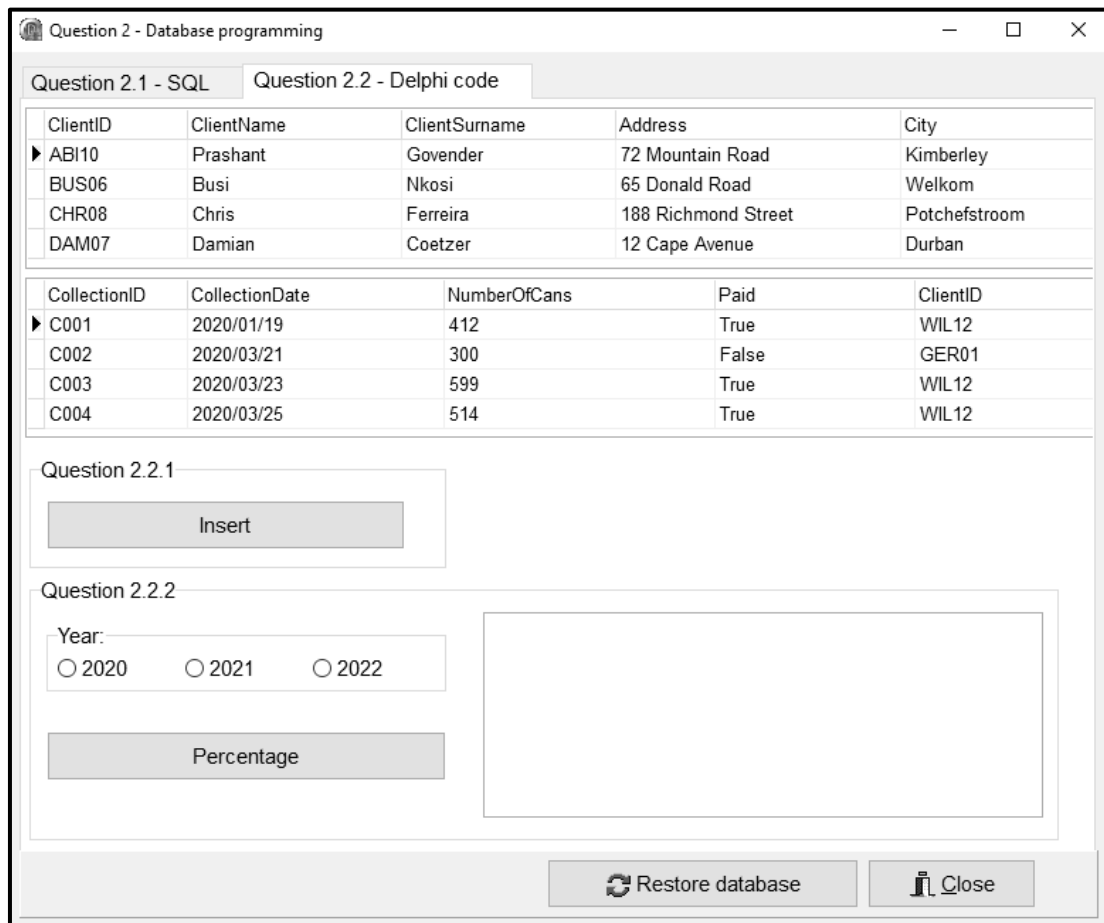 Question 2 - Database programming
Question 2.1 - SQL Question 2.2 - Delphi code
ClientID ClientName ClientSurname Address City
ABI10 Prashant Govender 72 Mountain Road Kimberley
BUS06 Busi Nkosi 65 Donald Road Welkom
CHR08 Chris Ferreira 188 Richmond Street Potchefstroom
DAM07 Damian Coetzer 12 Cape Avenue Durban
CollectionID CollectionDate NumberOfCans Paid ClientID
C001 2020/01/19 412 True WIL12
C002 2020/03/21 300 False GER01
C003 2020/03/23 599 True WIL12
C004 2020/03/25 514 True WIL12
Question 2.2.1
Insert
Question 2.2.2
Year:
2020 2021 2022
Percentage
Restore database Close